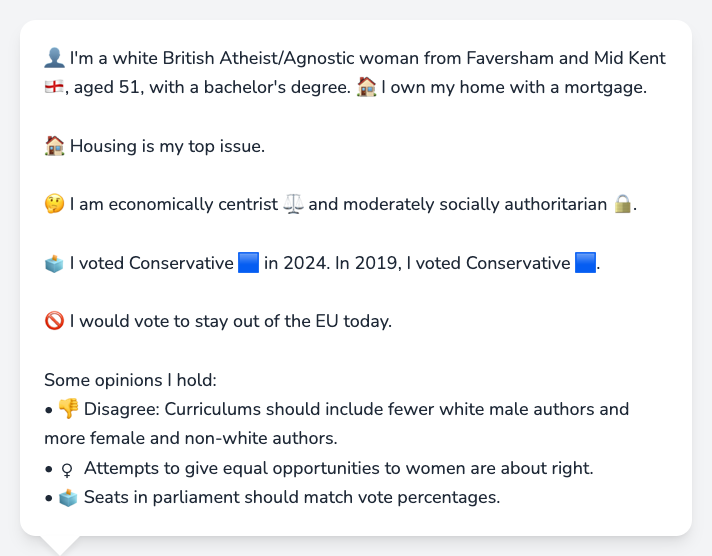 👤 I'm a white British Atheist/Agnostic woman from Faversham and Mid Kent
🏴󠁧󠁢󠁥󠁮󠁧󠁿, aged 51, with a bachelor's degree. 🏠 I own my home with a mortgage.
🏠 Housing is my top issue.
🤔 I am economically centrist ⚖️ and moderately socially authoritarian 🔒.
🗳️ I voted Conservative 🟦 in 2024. In 2019, I voted Conservative 🟦.
🚫 I would vote to stay out of the EU today.
Some opinions I hold:
• 👎 Disagree: Curriculums should include fewer white male authors and
more female and non-white authors.
• ♀ Attempts to give equal opportunities to women are about right.
• 🗳️ Seats in parliament should match vote percentages.